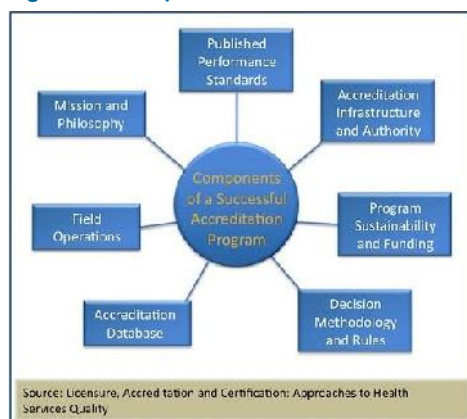 Published
Performance
Standards
Accreditation
Infrastructure
and Authority
Program
Sustainability
and Funding
Decision
Methodology
and Rules
Accreditation
Database
Field
Operations
Mission and
Philosophy
Components
of a Successful
Accreditation
Program
Source: Licensure, Accreditation and Certification: Approaches to Health
Services Quality